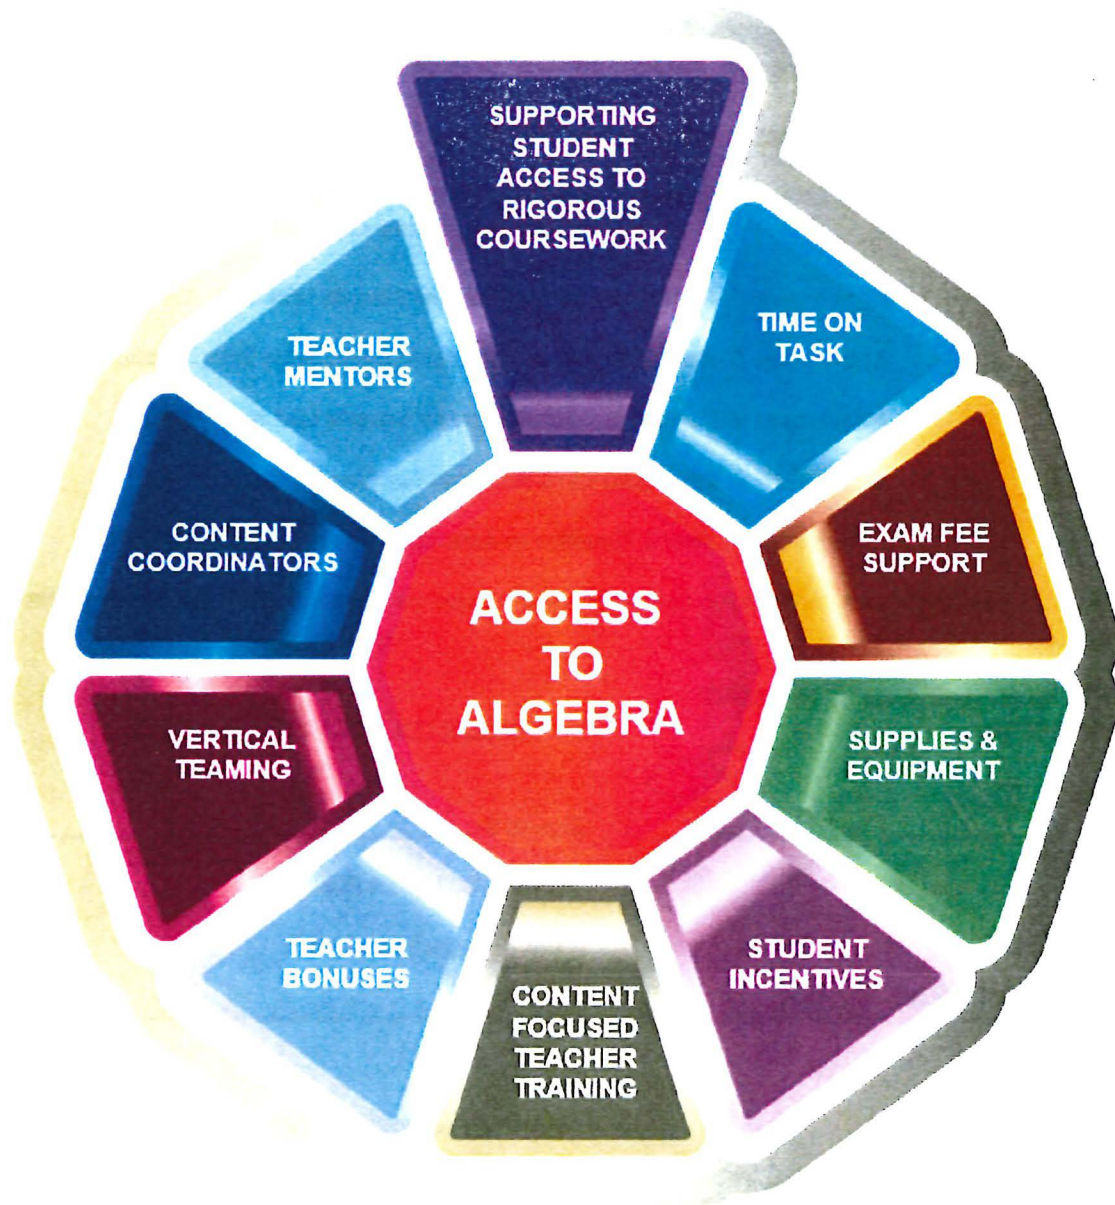 SUPPORTING
STUDENT
ACCESS TO
RIGOROUS
COURSEWORK
TIME ON
TASK
EXAM FEE
SUPPORT
SUPPLIES &
EQUIPMENT
STUDENT
INCENTIVES
CONTENT
FOCUSED
TEACHER
TRAINING
TEACHER
BONUSES
VERTICAL
TEAMING
CONTENT
COORDINATORS
TEACHER
MENTORS
ACCESS
TO
ALGEBRA